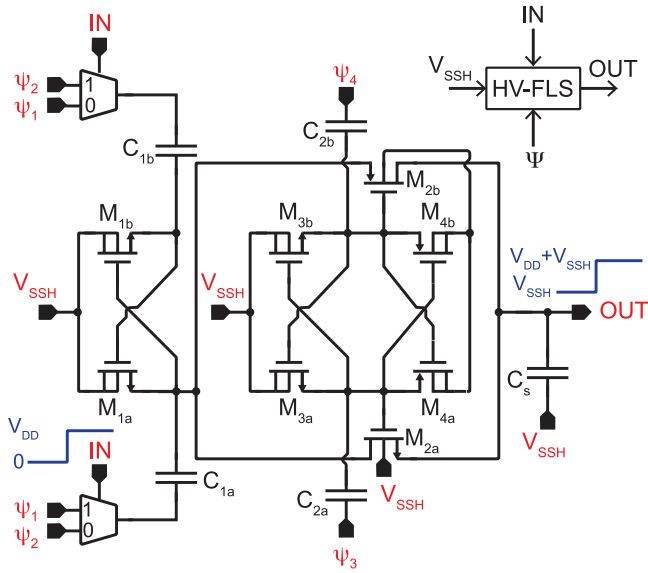 IN
IN
ψ2
1
ψ1
0
ψ4
VSSH
HV-FLS
OUT
Ψ
C1b
C2b
M2b
M1b
M3b
M4b
VSSH
VSSH
VDD+VSSH
VSSH
OUT
M1a
M3a
M4a
Cs
VDD
0
IN
M2a
VSSH
VSSH
C1a
C2a
ψ1
1
ψ2
0
ψ3